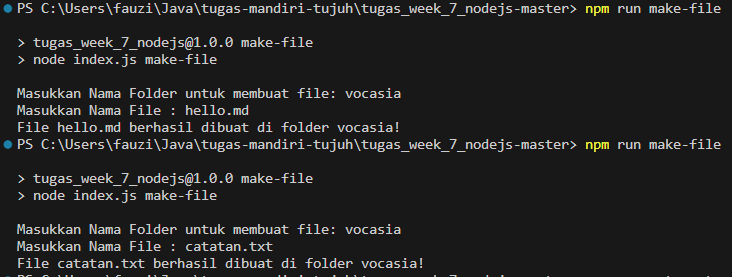 PS C:\Users\fauzi\Java\tugas-mandiri-tujuh\tugas_week_7_nodejs-master> npm run make-file
> tugas_week_7_nodejs@1.0.0 make-file
> node index.js make-file
Masukkan Nama Folder untuk membuat file: vocasia
Masukkan Nama File : hello.md
File hello.md berhasil dibuat di folder vocasia!
PS C:\Users\fauzi\Java\tugas-mandiri-tujuh\tugas_week_7_nodejs-master> npm run make-file
> tugas_week_7_nodejs@1.0.0 make-file
> node index.js make-file
Masukkan Nama Folder untuk membuat file: vocasia
Masukkan Nama File : catatan.txt
File catatan.txt berhasil dibuat di folder vocasia!